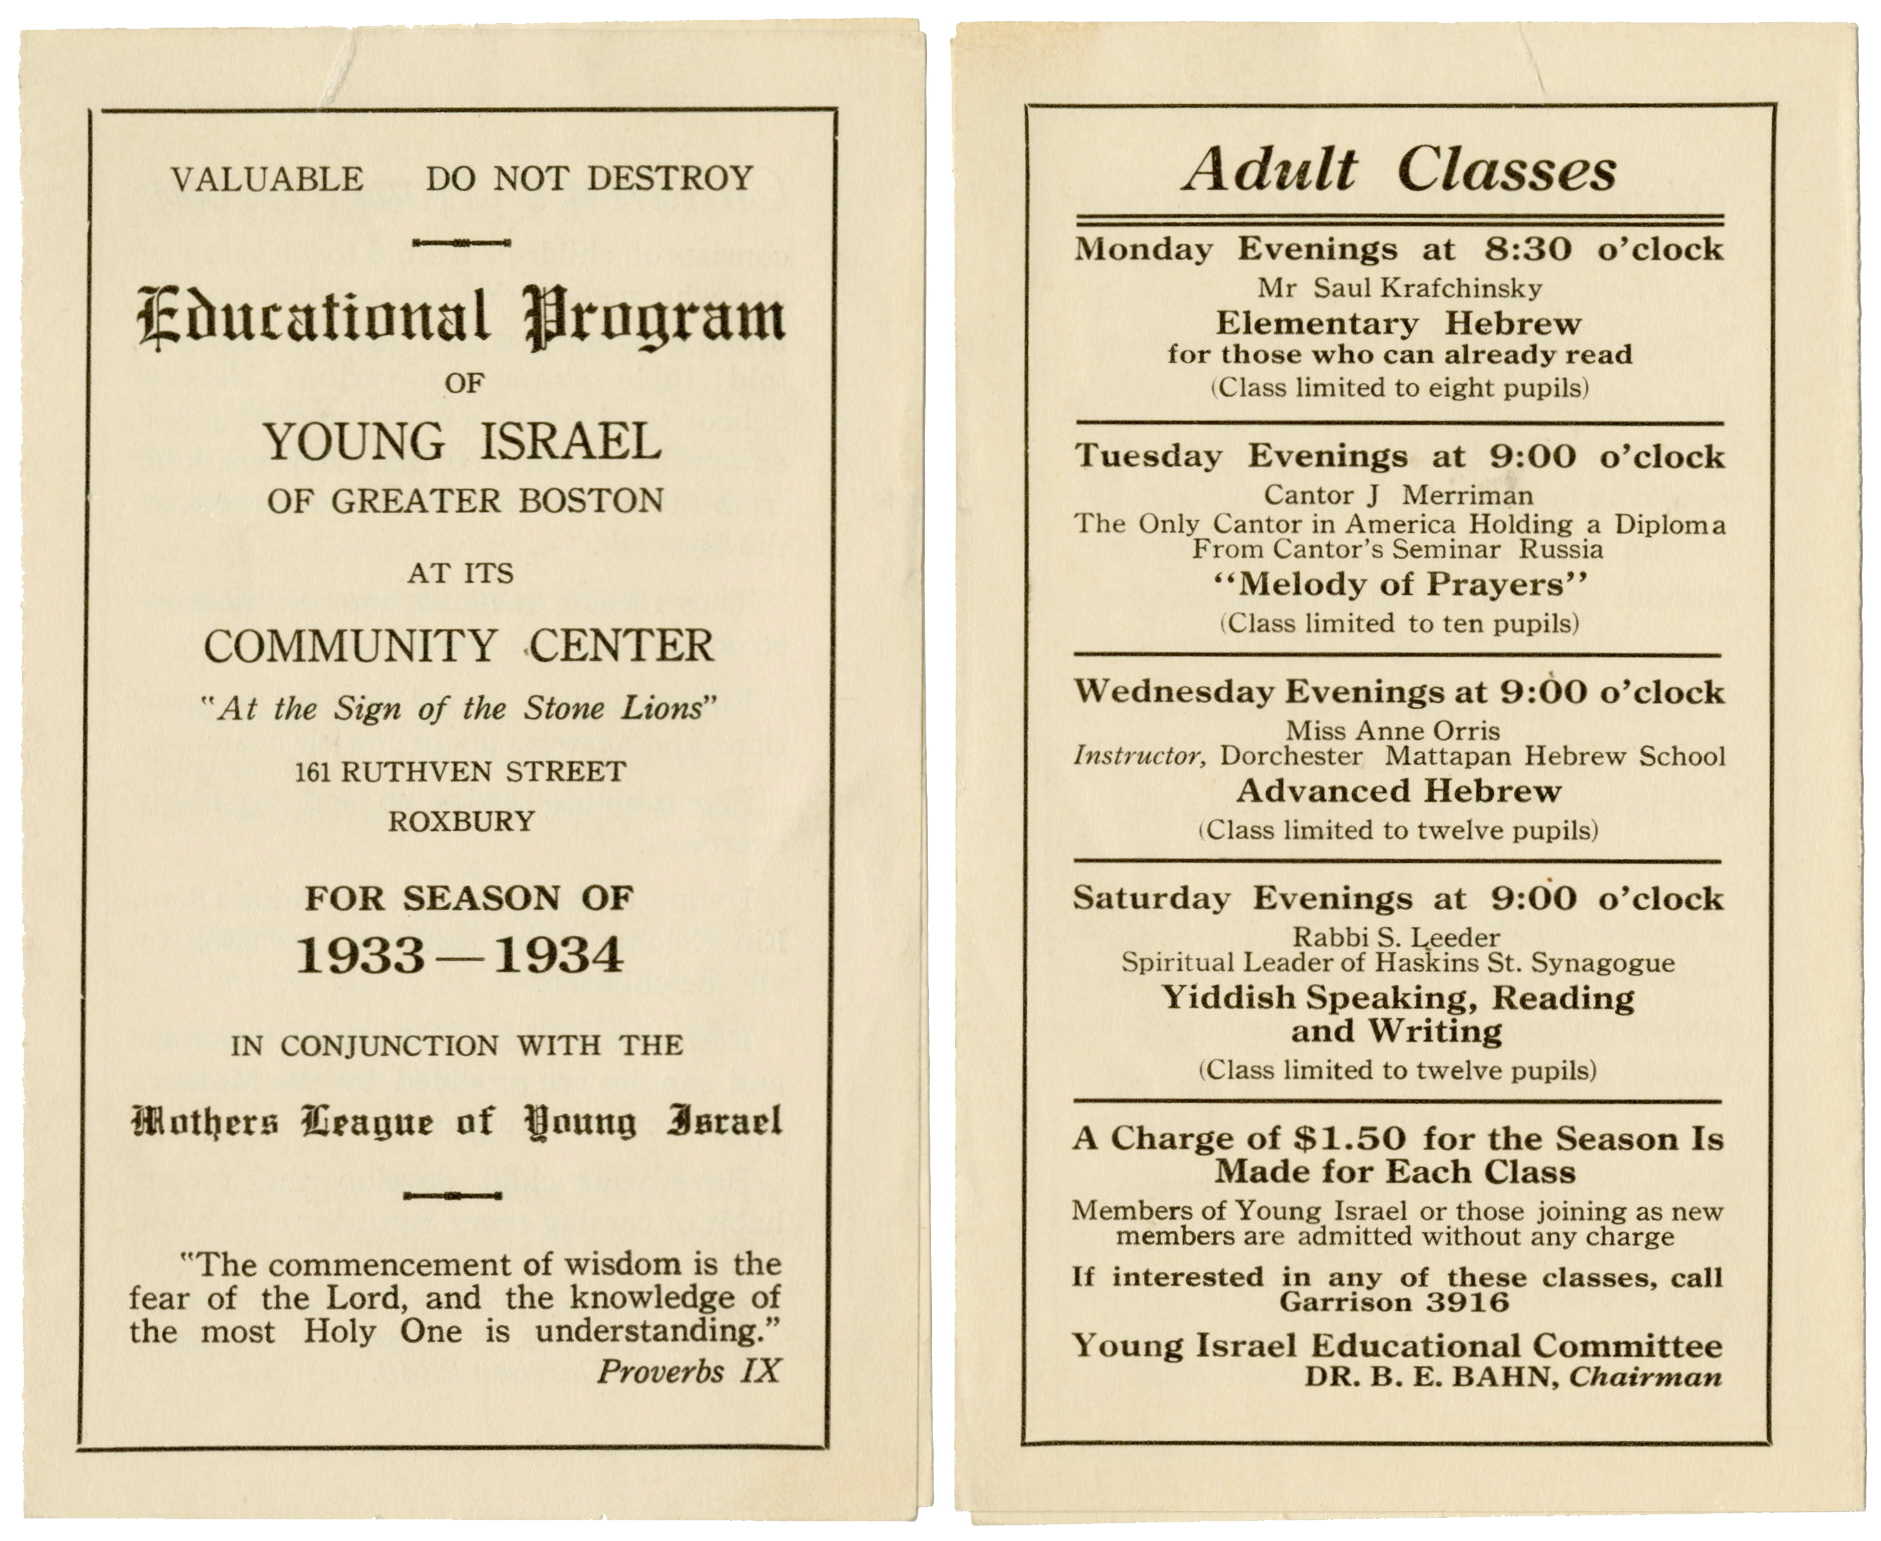 VALUABLE DO NOT DESTROY
Educational Program
OF
YOUNG ISRAEL
OF GREATER BOSTON
AT ITS
COMMUNITY CENTER
"At the Sign of the Stone Lions"
161 RUTHVEN STREET
ROXBURY
FOR SEASON OF
1933—1934
IN CONJUNCTION WITH THE
Mothers League of Young Israel
"The commencement of wisdom is the
fear of the Lord, and the knowledge of
the most Holy One is understanding."
Proverbs IX
Adult Classes
Monday Evenings at 8:30 o'clock
Mr Saul Krafchinsky
Elementary Hebrew
for those who can already read
(Class limited to eight pupils)
Tuesday Evenings at 9:00 o'clock
Cantor J Merriman
The Only Cantor in America Holding a Diploma
From Cantor's Seminar Russia
"Melody of Prayers"
(Class limited to ten pupils)
Wednesday Evenings at 9:00 o'clock
Miss Anne Orris
Instructor, Dorchester Mattapan Hebrew School
Advanced Hebrew
(Class limited to twelve pupils)
Saturday Evenings at 9:00 o'clock
Rabbi S. Leeder
Spiritual Leader of Haskins St. Synagogue
Yiddish Speaking, Reading
and Writing
(Class limited to twelve pupils)
A Charge of $1.50 for the Season Is
Made for Each Class
Members of Young Israel or those joining as new
members are admitted without any charge
If interested in any of these classes, call
Garrison 3916
Young Israel Educational Committee
DR. B. E. BAHN, Chairman